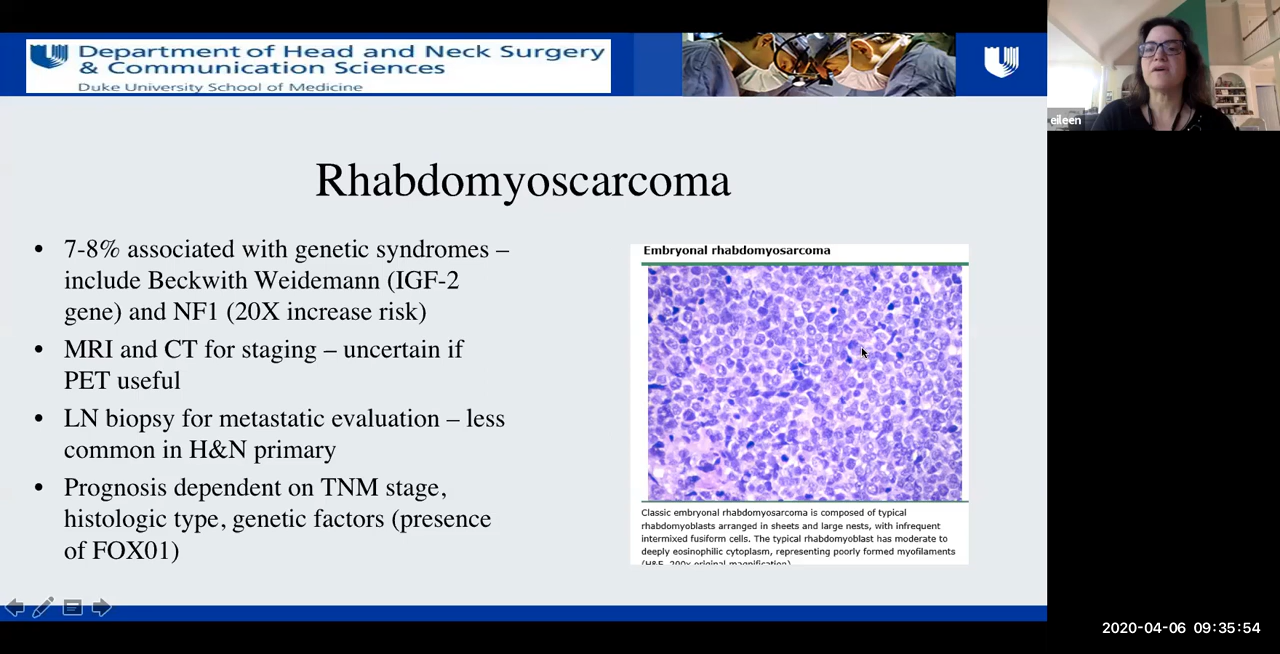 Department of Head and Neck Surgery
& Communication Sciences
Duke University School of Medicine
eileen
Rhabdomyoscarcoma
• 7-8% associated with genetic syndromes –
include Beckwith Weidemann (IGF-2
gene) and NF1 (20X increase risk)
• MRI and CT for staging – uncertain if
PET useful
• LN biopsy for metastatic evaluation – less
common in H&N primary
• Prognosis dependent on TNM stage,
histologic type, genetic factors (presence
of FOX01)
Embryonal rhabdomyosarcoma
Classic embryonal rhabdomyosarcoma is composed of typical
rhabdomyoblasts arranged in sheets and large nests, with infrequent
intermixed fusiform cells. The typical rhabdomyoblast has moderate to
deeply eosinophilic cytoplasm, representing poorly formed myofilaments
(H&E, 200x original magnification)
2020-04-06 09:35:54